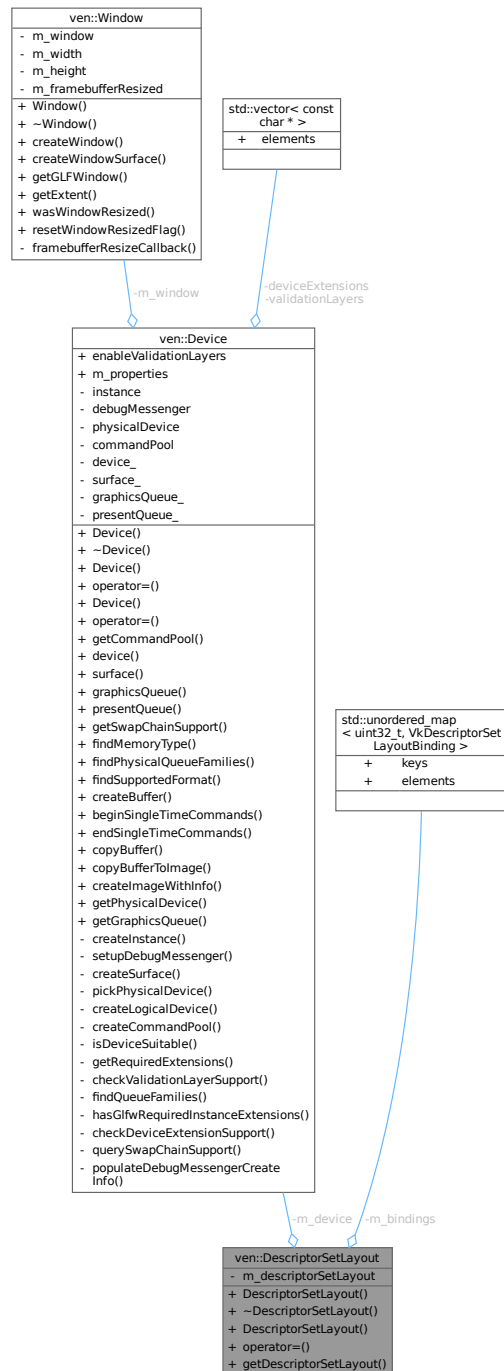 ven::Window
- m_window
- m_width
- m_height
- m_framebufferResized
+ Window()
+ ~Window()
+ createWindow()
+ createWindowSurface()
+ getGLFWindow()
+ getExtent()
+ wasWindowResized()
+ resetWindowResizedFlag()
- framebufferResizeCallback()
std::vector< const
char * >
+ elements
-m_window
-deviceExtensions
-validationLayers
ven::Device
+ enableValidationLayers
+ m_properties
- instance
- debugMessenger
- physicalDevice
- commandPool
- device_
- surface_
- graphicsQueue_
- presentQueue_
+ Device()
+ ~Device()
+ Device()
+ operator=()
+ Device()
+ operator=()
+ getCommandPool()
+ device()
+ surface()
+ graphicsQueue()
+ presentQueue()
+ getSwapChainSupport()
+ findMemoryType()
+ findPhysicalQueueFamilies()
+ findSupportedFormat()
+ createBuffer()
+ beginSingleTimeCommands()
+ endSingleTimeCommands()
+ copyBuffer()
+ copyBufferToImage()
+ createImageWithInfo()
+ getPhysicalDevice()
+ getGraphicsQueue()
- createInstance()
- setupDebugMessenger()
- createSurface()
- pickPhysicalDevice()
- createLogicalDevice()
- createCommandPool()
- isDeviceSuitable()
- getRequiredExtensions()
- checkValidationLayerSupport()
- findQueueFamilies()
- hasGlfwRequiredInstanceExtensions()
- checkDeviceExtensionSupport()
- querySwapChainSupport()
- populateDebugMessengerCreate
Info()
std::unordered_map
< uint32_t, VkDescriptorSet
LayoutBinding >
+ keys
+ elements
-m_device
-m_bindings
ven::DescriptorSetLayout
- m_descriptorSetLayout
+ DescriptorSetLayout()
+ ~DescriptorSetLayout()
+ DescriptorSetLayout()
+ operator=()
+ getDescriptorSetLayout()